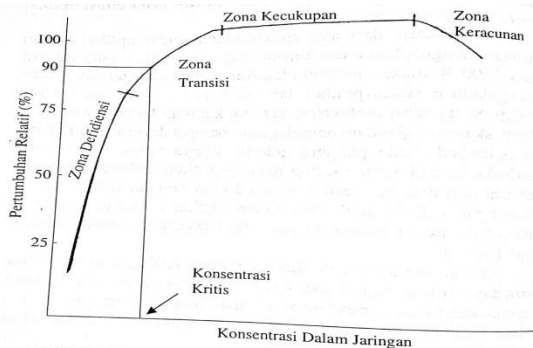 Zona Kecukupan
Zona
Keracunan
100
90
Zona
Transisi
Zona Defidiensi
50
25
Pertumbuhan Relatif (%)
Konsentrasi
Kritis
Konsentrasi Dalam Jaringan